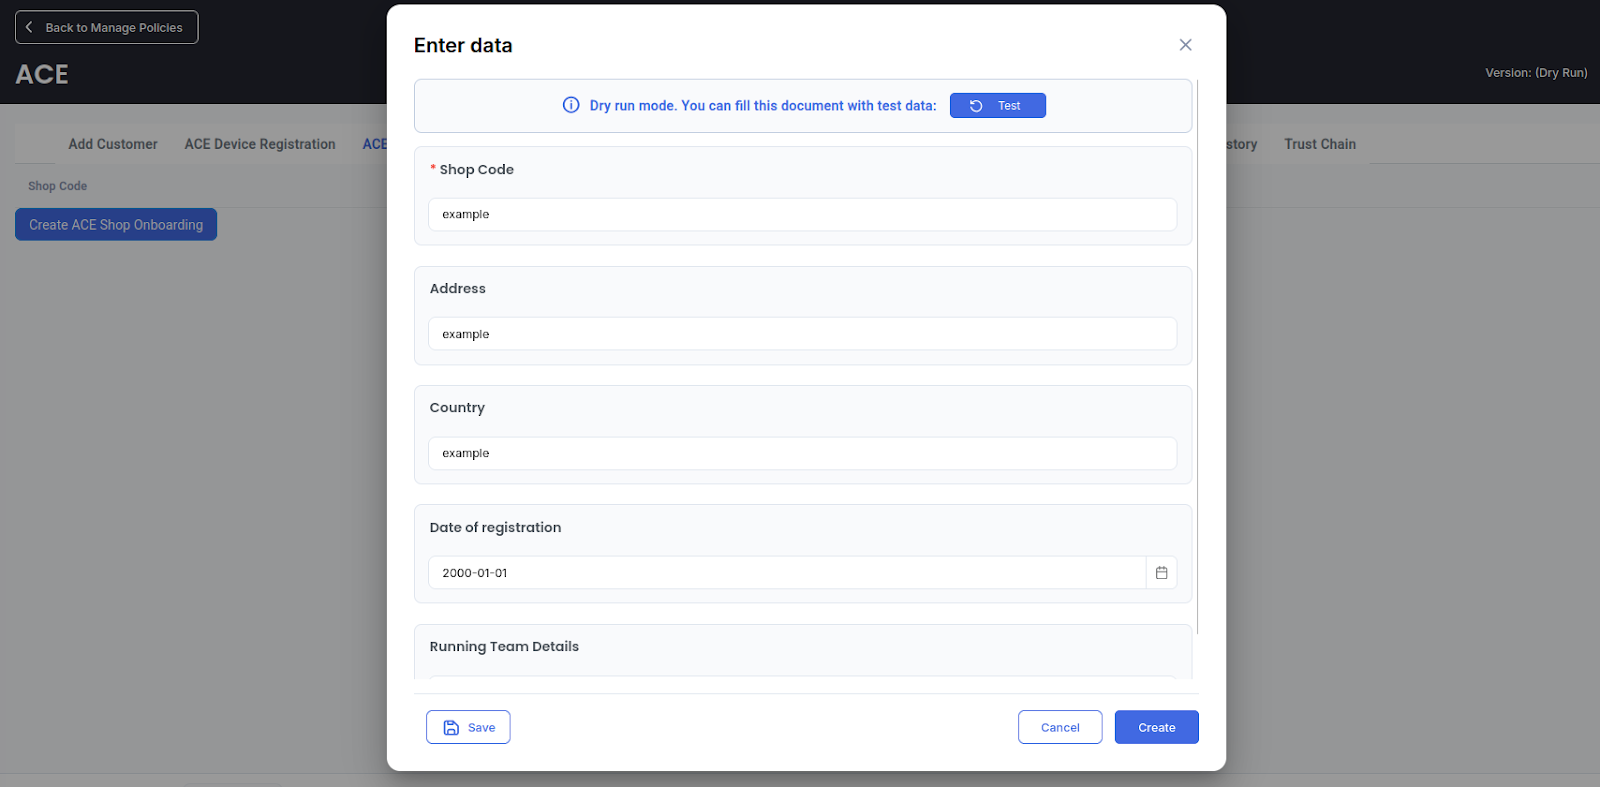 Back to Manage Policies
ACE
Version: (Dry Run)
Add Customer ACE Device Registration ACE story Trust Chain
Shop Code
Create ACE Shop Onboarding
Enter data
Dry run mode. You can fill this document with test data: Test
* Shop Code
example
Address
example
Country
example
Date of registration
2000-01-01
Running Team Details
Save Cancel Create